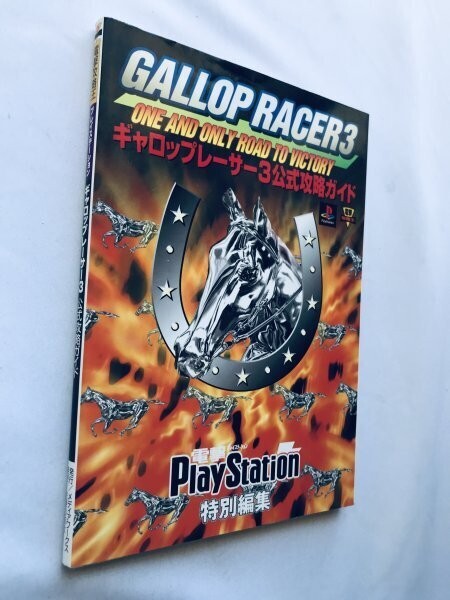 GALLOP RACER 3
ONE AND ONLY ROAD TO VICTORY
ギャロップレーサー3公式攻略ガイド
電撃
PlayStation
特別編集
ギャロップレーサー3 公式攻略ガイド